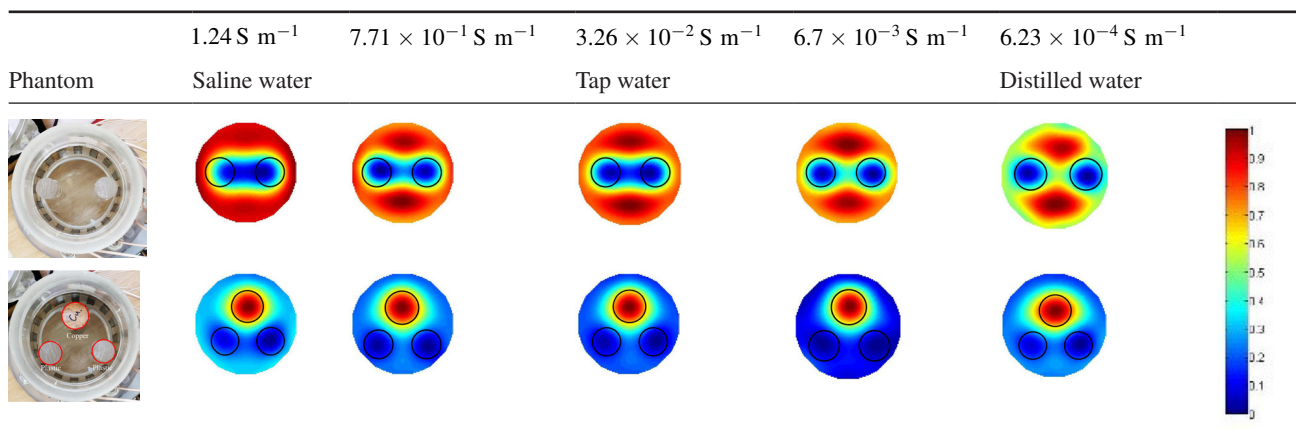 1.24 S m⁻¹ 7.71 × 10⁻¹ S m⁻¹ 3.26 × 10⁻² S m⁻¹ 6.7 × 10⁻³ S m⁻¹ 6.23 × 10⁻⁴ S m⁻¹
Phantom Saline water Tap water Distilled water
1
0.9
0.8
0.7
0.6
0.5
0.4
0.3
0.2
0.1
0
Copper
Plastic Plastic